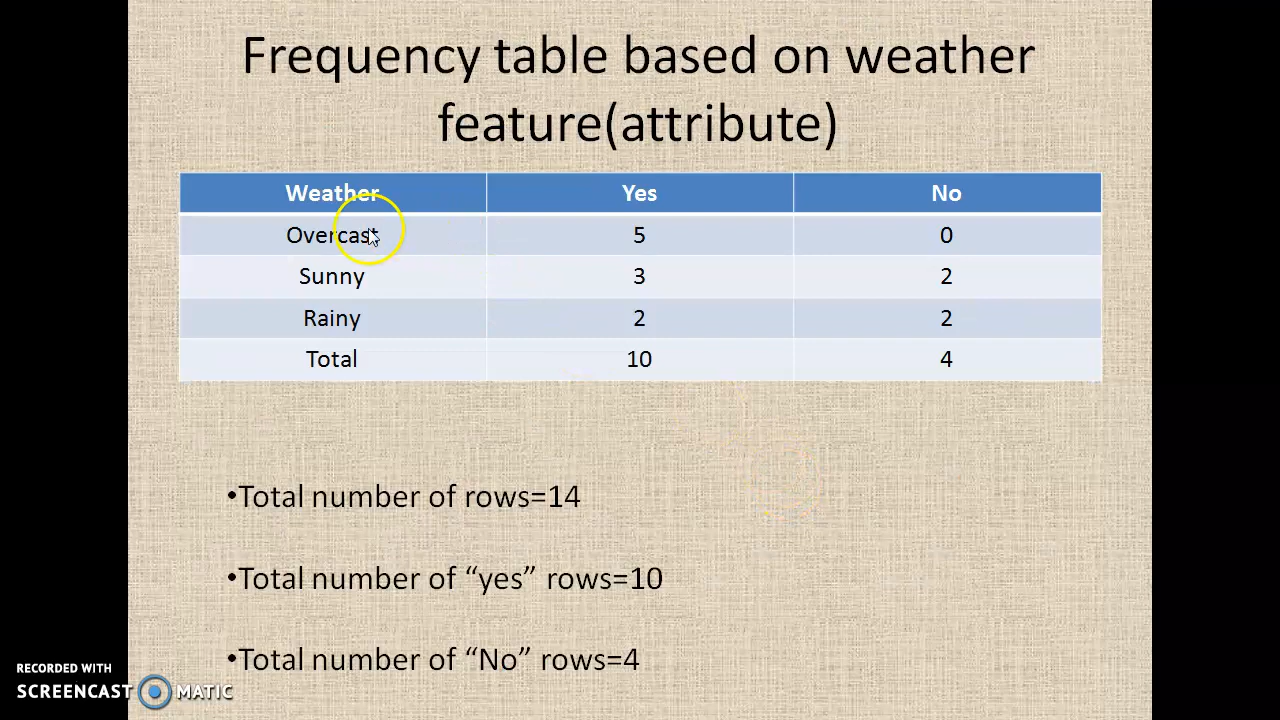 Frequency table based on weather
feature(attribute)
Weather Yes No
Overcast 5 0
Sunny 3 2
Rainy 2 2
Total 10 4
•Total number of rows=14
•Total number of “yes” rows=10
•Total number of “No” rows=4
RECORDED WITH
SCREENCAST MATIC